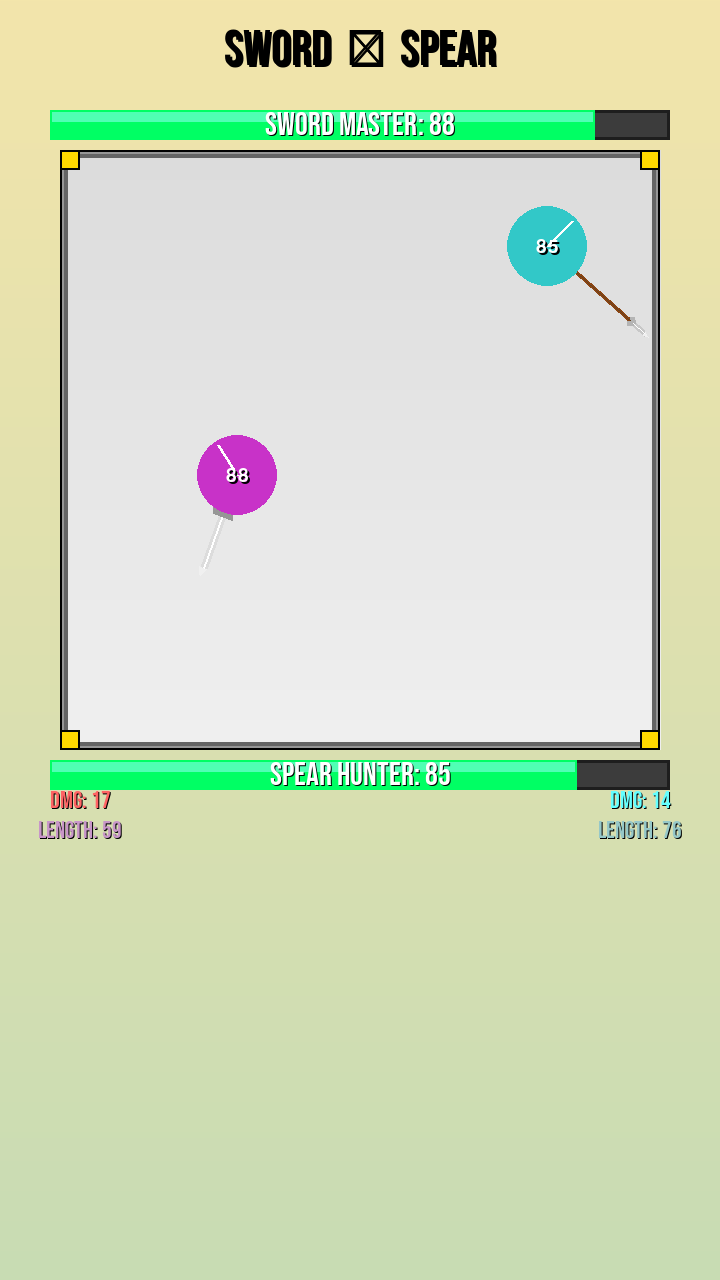 SWORD ☒ SPEAR
SWORD MASTER: 88
85
88
SPEAR HUNTER: 85
DMG: 17 DMG: 14
LENGTH: 59 LENGTH: 76